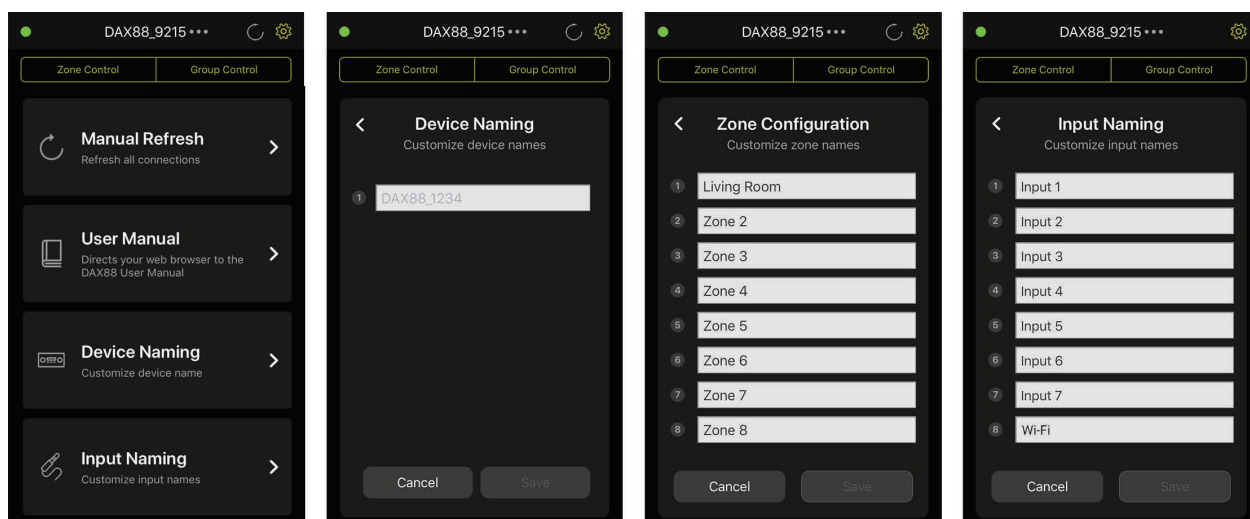 DAX88_9215•••
Zone Control
Group Control
Manual Refresh
Refresh all connections
User Manual
Directs your web browser to the
DAX88 User Manual
Device Naming
Customize device name
Input Naming
Customize input names
DAX88_9215•••
Zone Control
Group Control
Device Naming
Customize device names
1
DAX88_1234
Cancel
Save
DAX88_9215•••
Zone Control
Group Control
Zone Configuration
Customize zone names
1
Living Room
2
Zone 2
3
Zone 3
4
Zone 4
5
Zone 5
6
Zone 6
7
Zone 7
8
Zone 8
Cancel
Save
DAX88_9215•••
Zone Control
Group Control
Input Naming
Customize input names
1
Input 1
2
Input 2
3
Input 3
4
Input 4
5
Input 5
6
Input 6
7
Input 7
8
Wi-Fi
Cancel
Save